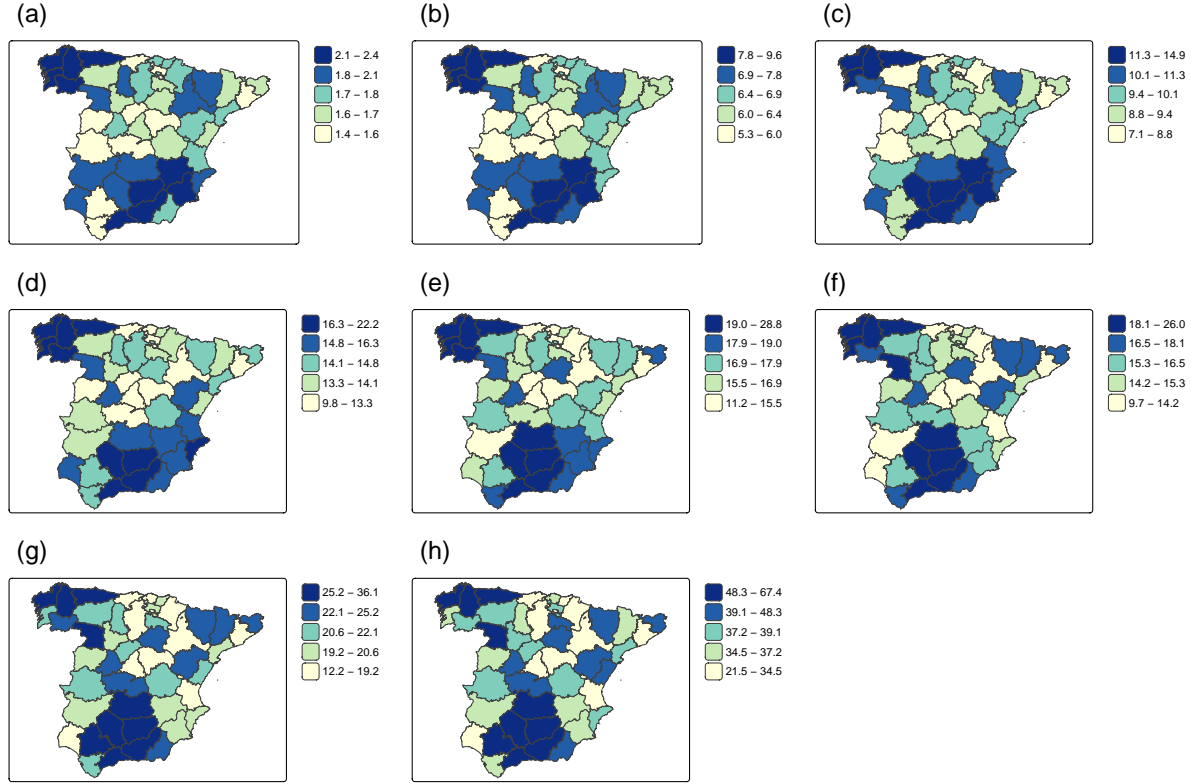 (a)
2.1 – 2.4
1.8 – 2.1
1.7 – 1.8
1.6 – 1.7
1.4 – 1.6
(b)
7.8 – 9.6
6.9 – 7.8
6.4 – 6.9
6.0 – 6.4
5.3 – 6.0
(c)
11.3 – 14.9
10.1 – 11.3
9.4 – 10.1
8.8 – 9.4
7.1 – 8.8
(d)
16.3 – 22.2
14.8 – 16.3
14.1 – 14.8
13.3 – 14.1
9.8 – 13.3
(e)
19.0 – 28.8
17.9 – 19.0
16.9 – 17.9
15.5 – 16.9
11.2 – 15.5
(f)
18.1 – 26.0
16.5 – 18.1
15.3 – 16.5
14.2 – 15.3
9.7 – 14.2
(g)
25.2 – 36.1
22.1 – 25.2
20.6 – 22.1
19.2 – 20.6
12.2 – 19.2
(h)
48.3 – 67.4
39.1 – 48.3
37.2 – 39.1
34.5 – 37.2
21.5 – 34.5